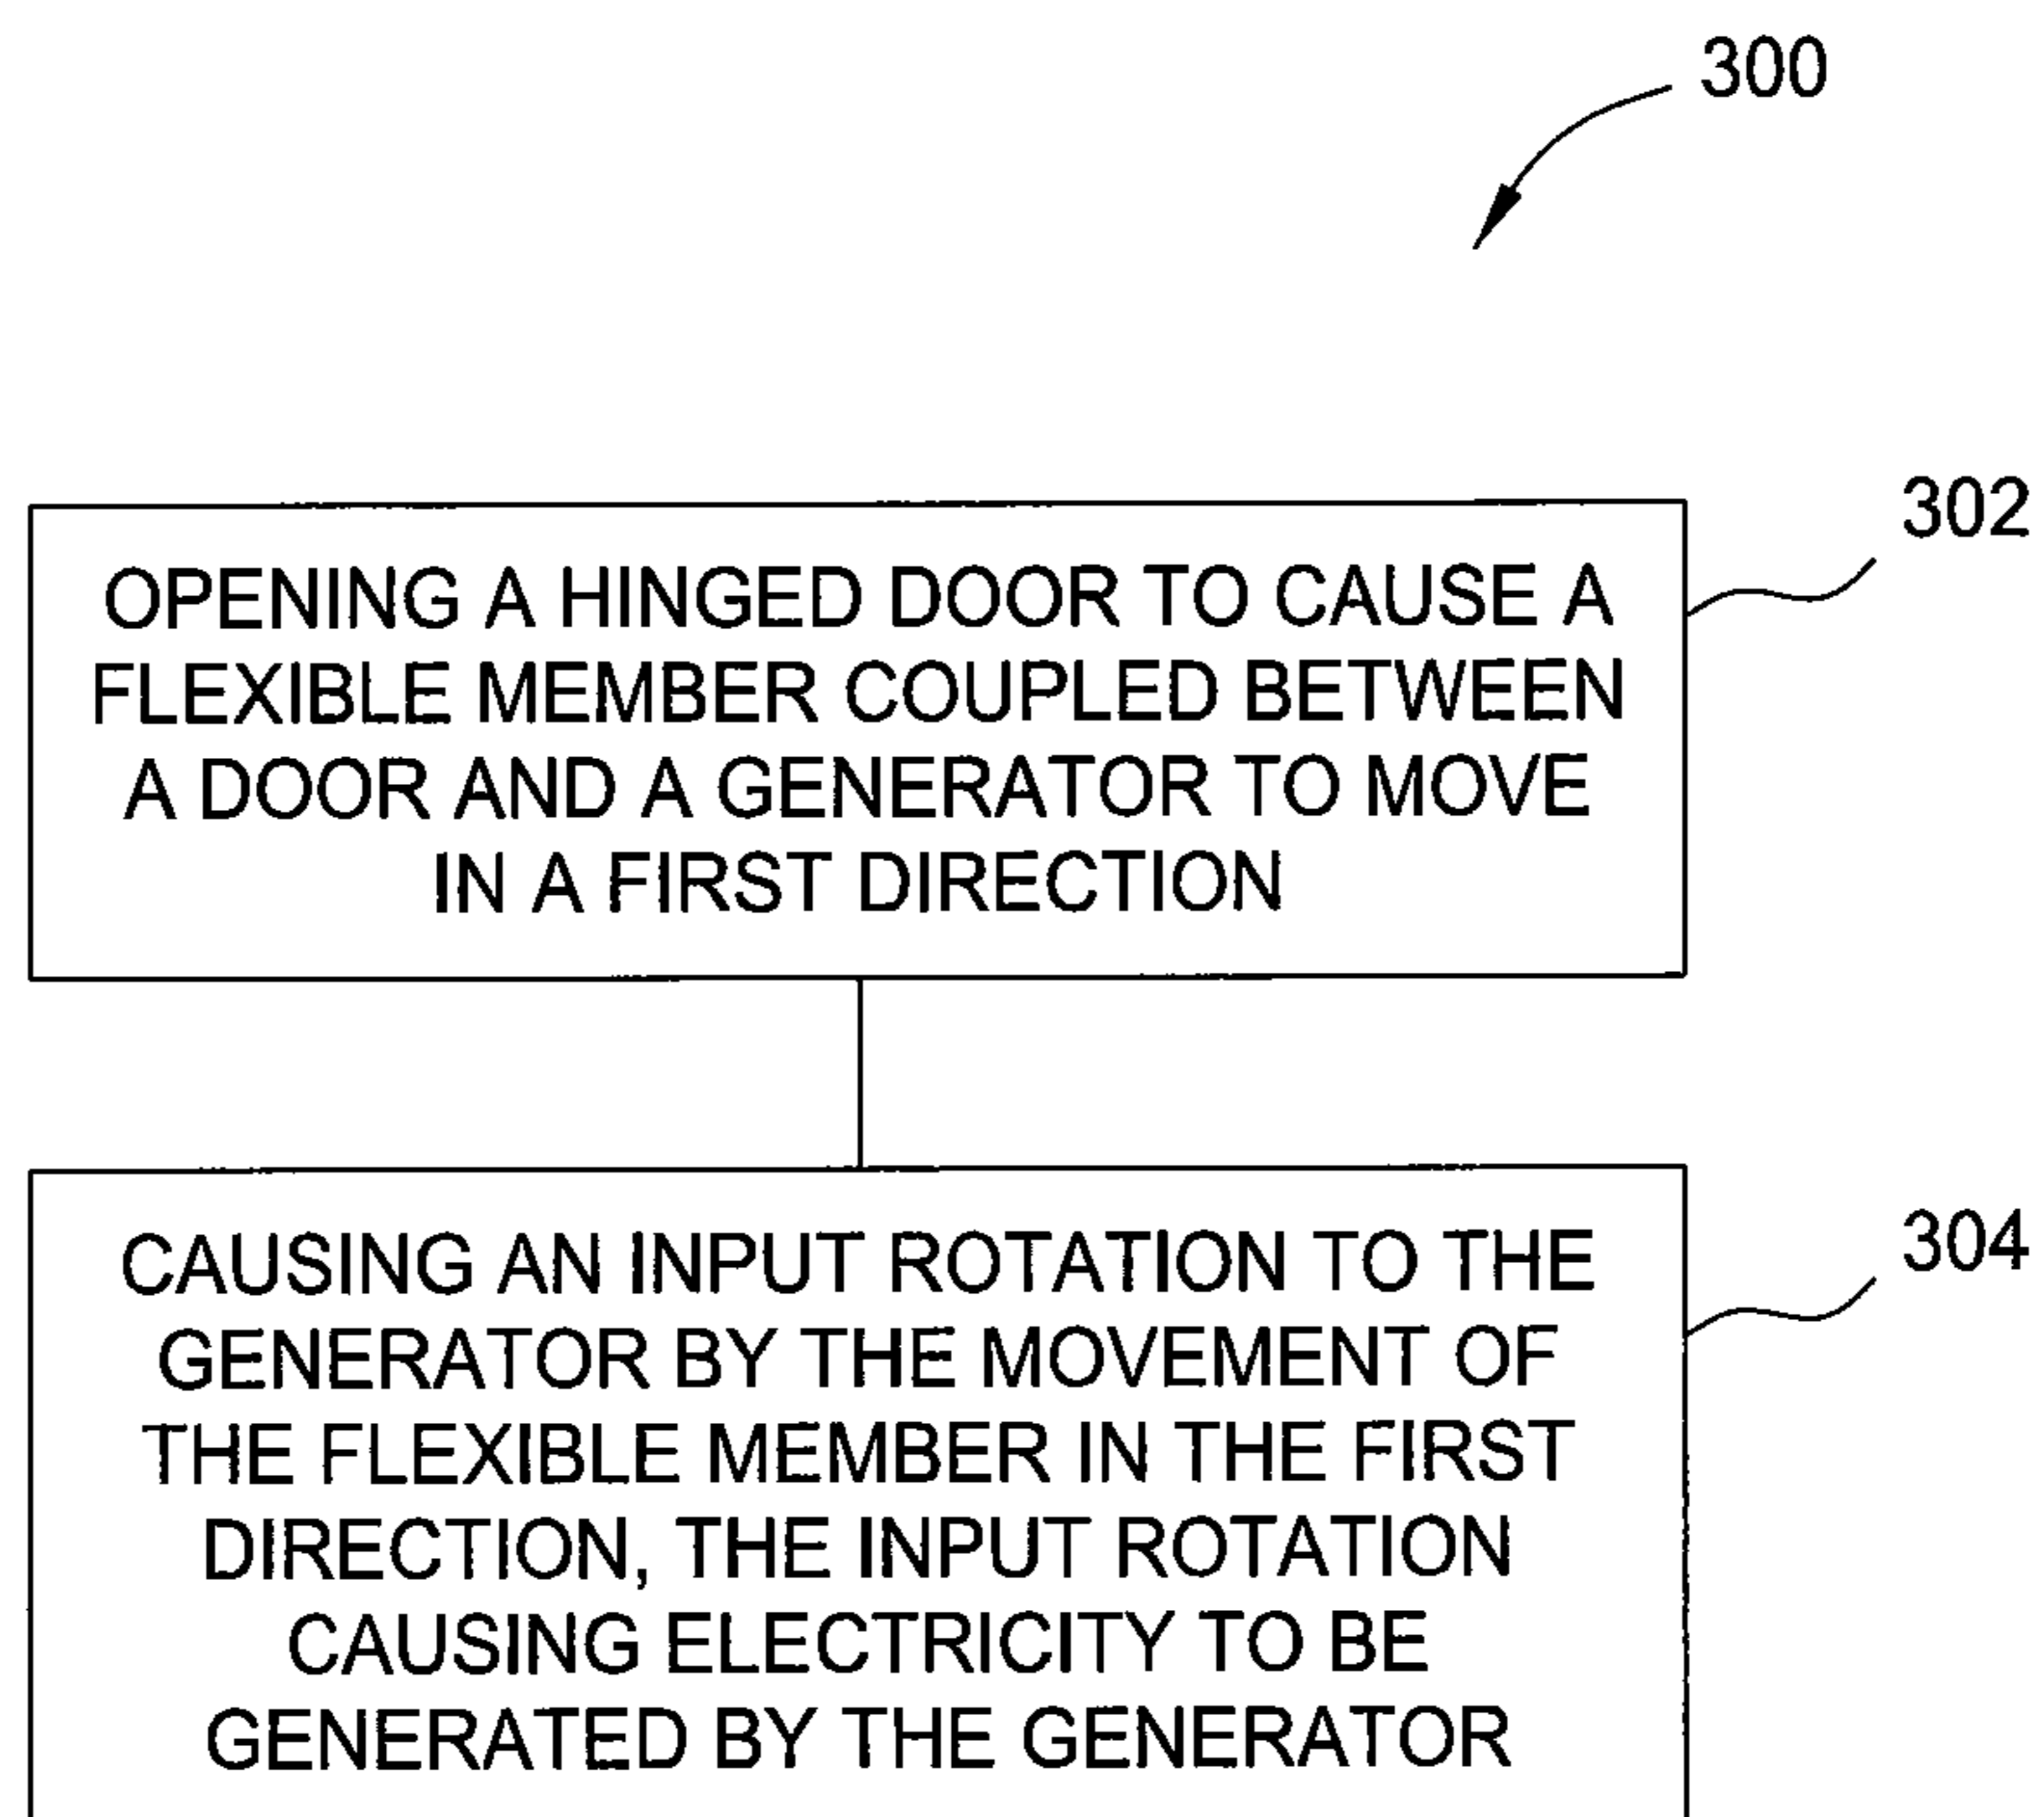 300
302
OPENING A HINGED DOOR TO CAUSE A
FLEXIBLE MEMBER COUPLED BETWEEN
A DOOR AND A GENERATOR TO MOVE
IN A FIRST DIRECTION
304
CAUSING AN INPUT ROTATION TO THE
GENERATOR BY THE MOVEMENT OF
THE FLEXIBLE MEMBER IN THE FIRST
DIRECTION, THE INPUT ROTATION
CAUSING ELECTRICITY TO BE
GENERATED BY THE GENERATOR